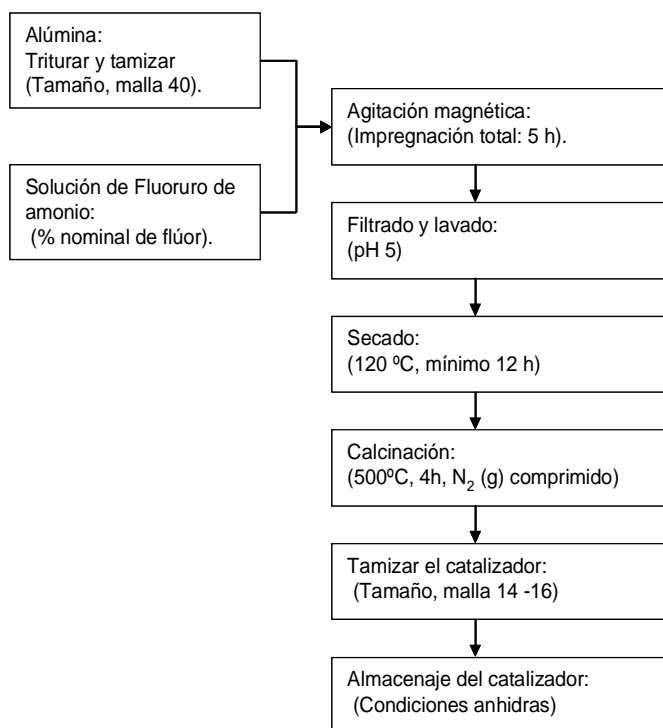 Alúmina:
Triturar y tamizar
(Tamaño, malla 40).
Solución de Fluoruro de
amonio:
(% nominal de flúor).
Agitación magnética:
(Impregnación total: 5 h).
Filtrado y lavado:
(pH 5)
Secado:
(120 ºC, mínimo 12 h)
Calcinación:
(500ºC, 4h, N₂ (g) comprimido)
Tamizar el catalizador:
(Tamaño, malla 14 -16)
Almacenaje del catalizador:
(Condiciones anhidras)